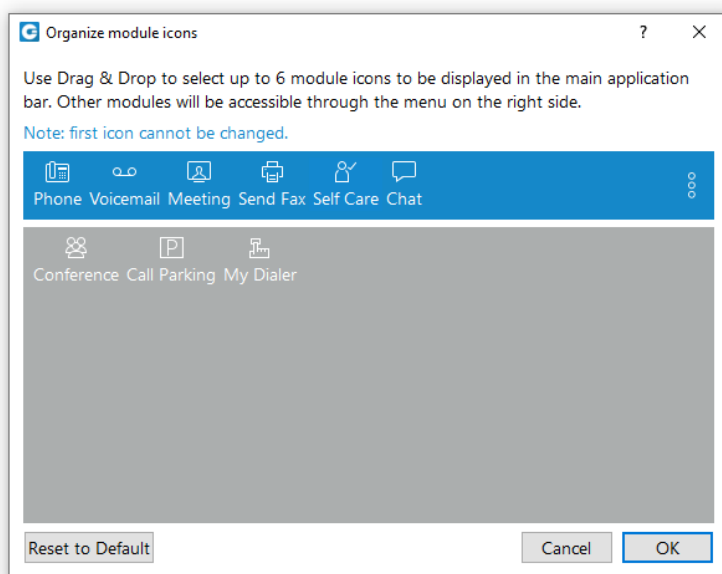 Organize module icons ?
Use Drag & Drop to select up to 6 module icons to be displayed in the main application
bar. Other modules will be accessible through the menu on the right side.
Note: first icon cannot be changed.
Phone Voicemail Meeting Send Fax Self Care Chat
P
Conference Call Parking My Dialer
Reset to Default Cancel OK